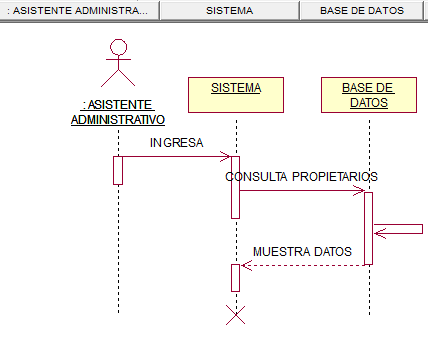 : ASISTENTE ADMINISTRA... SISTEMA BASE DE DATOS
: ASISTENTE
ADMINISTRATIVO
SISTEMA
BASE DE
DATOS
INGRESA
CONSULTA PROPIETARIOS
MUESTRA DATOS